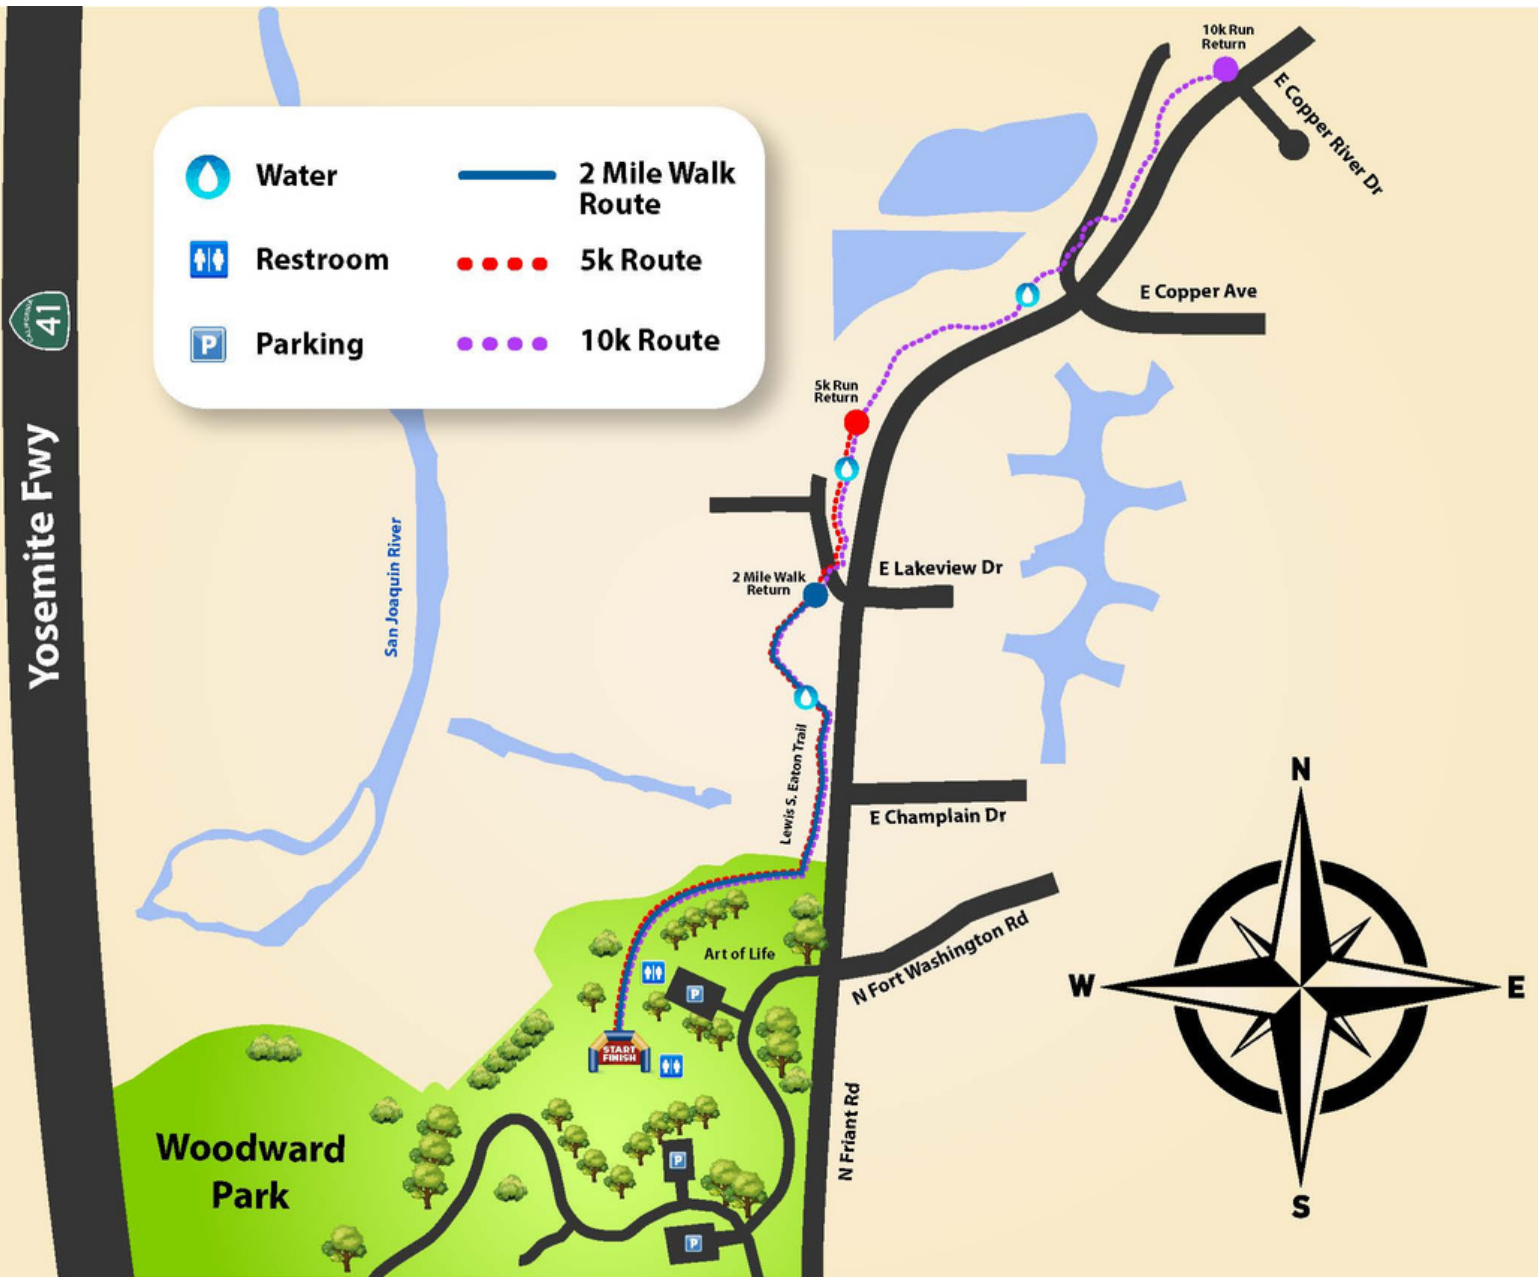 10k Run
Return
E Copper River Dr
Water
2 Mile Walk
Route
Restroom
5k Route
Parking
10k Route
P
CALIFORNIA
41
Yosemite Fwy
E Copper Ave
5k Run
Return
San Joaquin River
E Lakeview Dr
2 Mile Walk
Return
Lewis S. Eaton Trail
E Champlain Dr
N
W
E
S
Art of Life
N Fort Washington Rd
P
START
FINISH
N Friant Rd
Woodward
Park
P
P